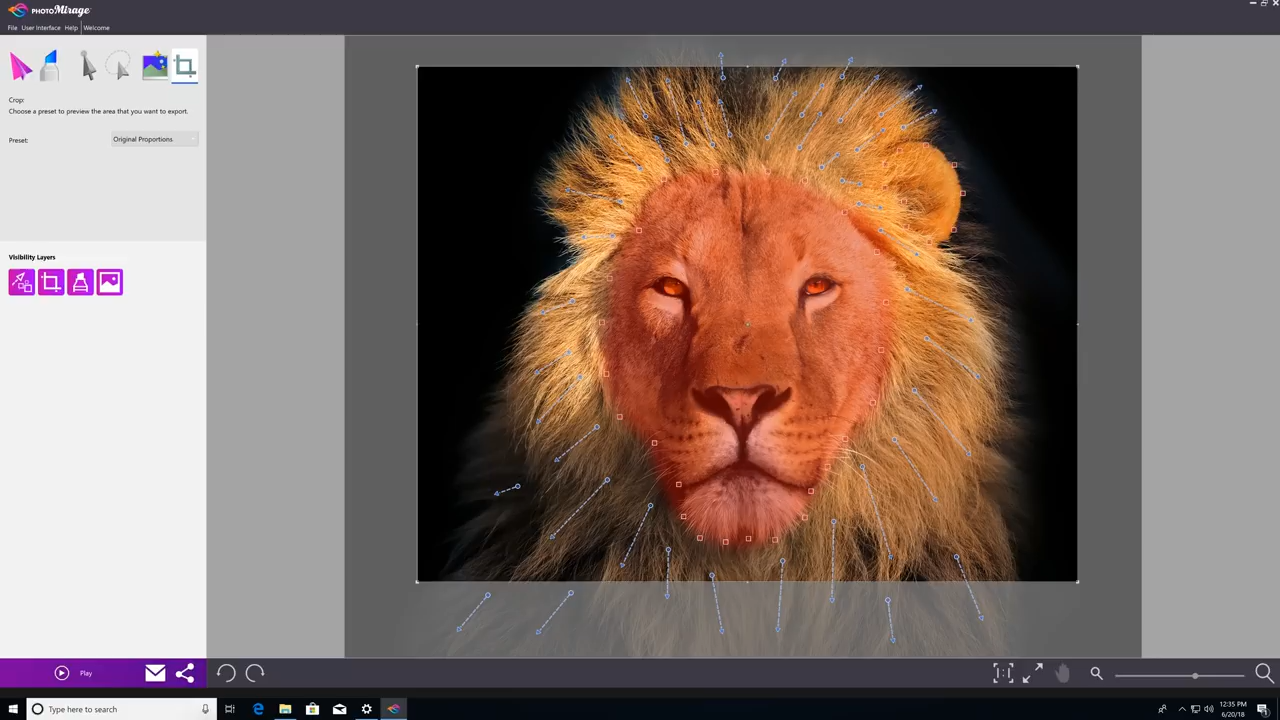 PHOTOMIRAGE
File User Interface Help Welcome
Crop:
Choose a preset to preview the area that you want to export.
Preset: Original Proportions
Visibility Layers
Play
Type here to search
12:35 PM
6/20/18